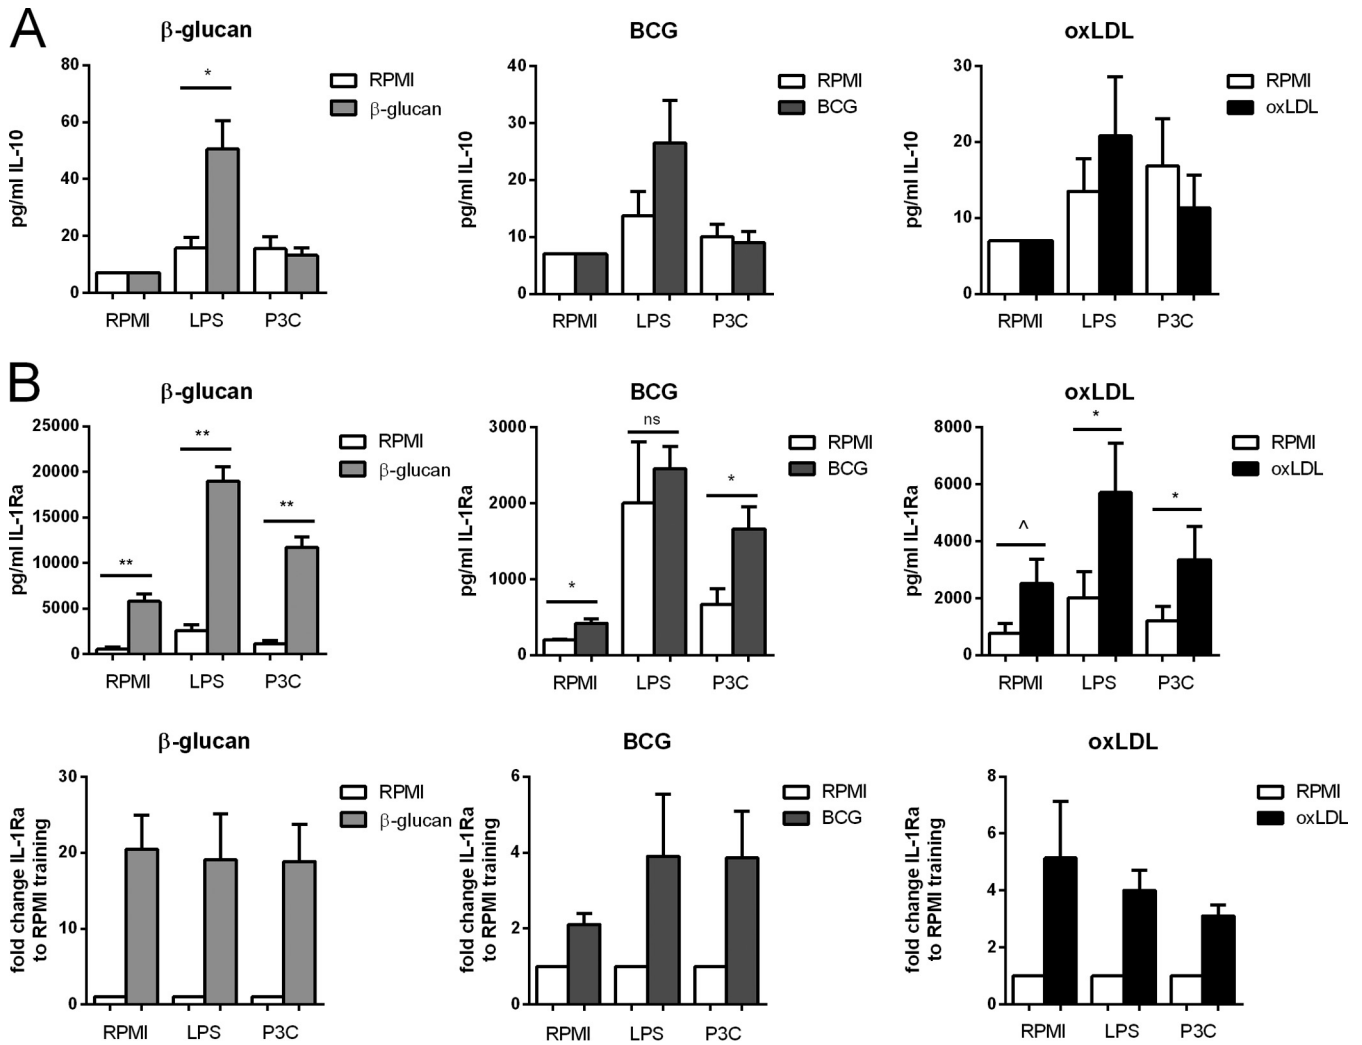 A
β-glucan
pg/ml IL-10
80
60
40
20
0
*
RPMI
β-glucan
RPMI LPS P3C
BCG
pg/ml IL-10
40
30
20
10
0
RPMI
BCG
RPMI LPS P3C
oxLDL
pg/ml IL-10
30
20
10
0
RPMI
oxLDL
RPMI LPS P3C
B
β-glucan
pg/ml IL-1Ra
25000
20000
15000
10000
5000
0
** ** **
RPMI
β-glucan
RPMI LPS P3C
BCG
pg/ml IL-1Ra
3000
2000
1000
0
* ns *
RPMI
BCG
RPMI LPS P3C
oxLDL
pg/ml IL-1Ra
8000
6000
4000
2000
0
^ * *
RPMI
oxLDL
RPMI LPS P3C
β-glucan
fold change IL-1Ra
to RPMI training
30
20
10
0
RPMI
β-glucan
RPMI LPS P3C
BCG
fold change IL-1Ra
to RPMI training
6
4
2
0
RPMI
BCG
RPMI LPS P3C
oxLDL
fold change IL-1Ra
to RPMI training
8
6
4
2
0
RPMI
oxLDL
RPMI LPS P3C